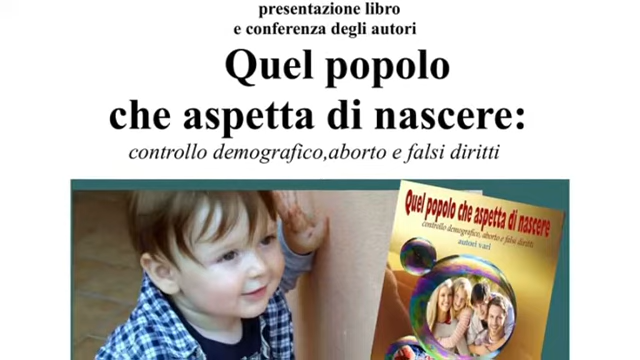 presentazione libro
e conferenza degli autori
Quel popolo
che aspetta di nascere:
controllo demografico,aborto e falsi diritti
Quel popolo che aspetta di nascere
controllo demografico, aborto e falsi diritti
autori vari